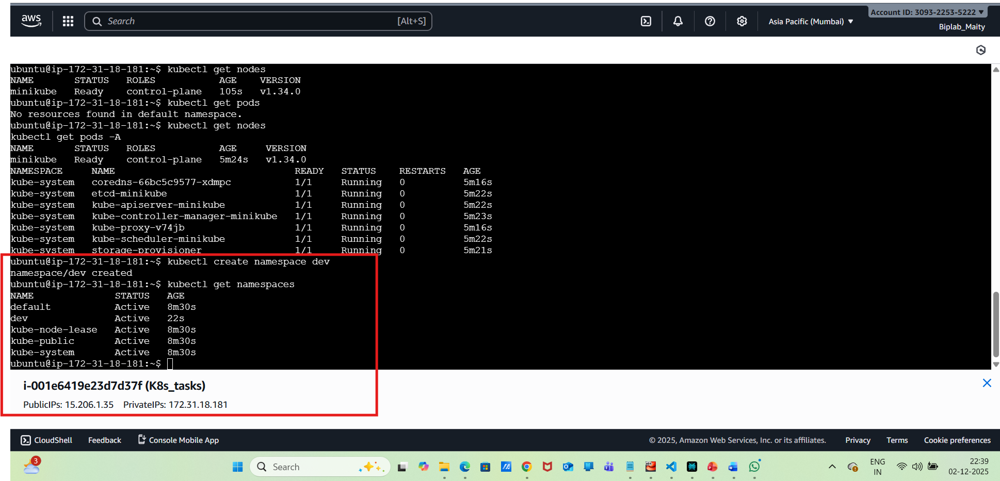 Account ID: 3093-2253-5222
aws Search [Alt+S] Asia Pacific (Mumbai) Biplab_Maity
ubuntu@ip-172-31-18-181:~$ kubectl get nodes
NAME STATUS ROLES AGE VERSION
minikube Ready control-plane 105s v1.34.0
ubuntu@ip-172-31-18-181:~$ kubectl get pods
No resources found in default namespace.
ubuntu@ip-172-31-18-181:~$ kubectl get nodes
kubectl get pods -A
NAME STATUS ROLES AGE VERSION
minikube Ready control-plane 5m24s v1.34.0
NAMESPACE NAME READY STATUS RESTARTS AGE
kube-system coredns-66bc5c9577-xdmpc 1/1 Running 0 5m16s
kube-system etcd-minikube 1/1 Running 0 5m22s
kube-system kube-apiserver-minikube 1/1 Running 0 5m22s
kube-system kube-controller-manager-minikube 1/1 Running 0 5m23s
kube-system kube-proxy-v74jb 1/1 Running 0 5m16s
kube-system kube-scheduler-minikube 1/1 Running 0 5m22s
kube-system storage-provisioner 1/1 Running 0 5m21s
ubuntu@ip-172-31-18-181:~$ kubectl create namespace dev
namespace/dev created
ubuntu@ip-172-31-18-181:~$ kubectl get namespaces
NAME STATUS AGE
default Active 8m30s
dev Active 22s
kube-node-lease Active 8m30s
kube-public Active 8m30s
kube-system Active 8m30s
ubuntu@ip-172-31-18-181:~$
i-001e6419e23d7d37f (K8s_tasks)
PublicIPs: 15.206.1.35 PrivateIPs: 172.31.18.181
CloudShell Feedback Console Mobile App © 2025, Amazon Web Services, Inc. or its affiliates. Privacy Terms Cookie preferences
3 Search ENG 22:39
IN 02-12-2025